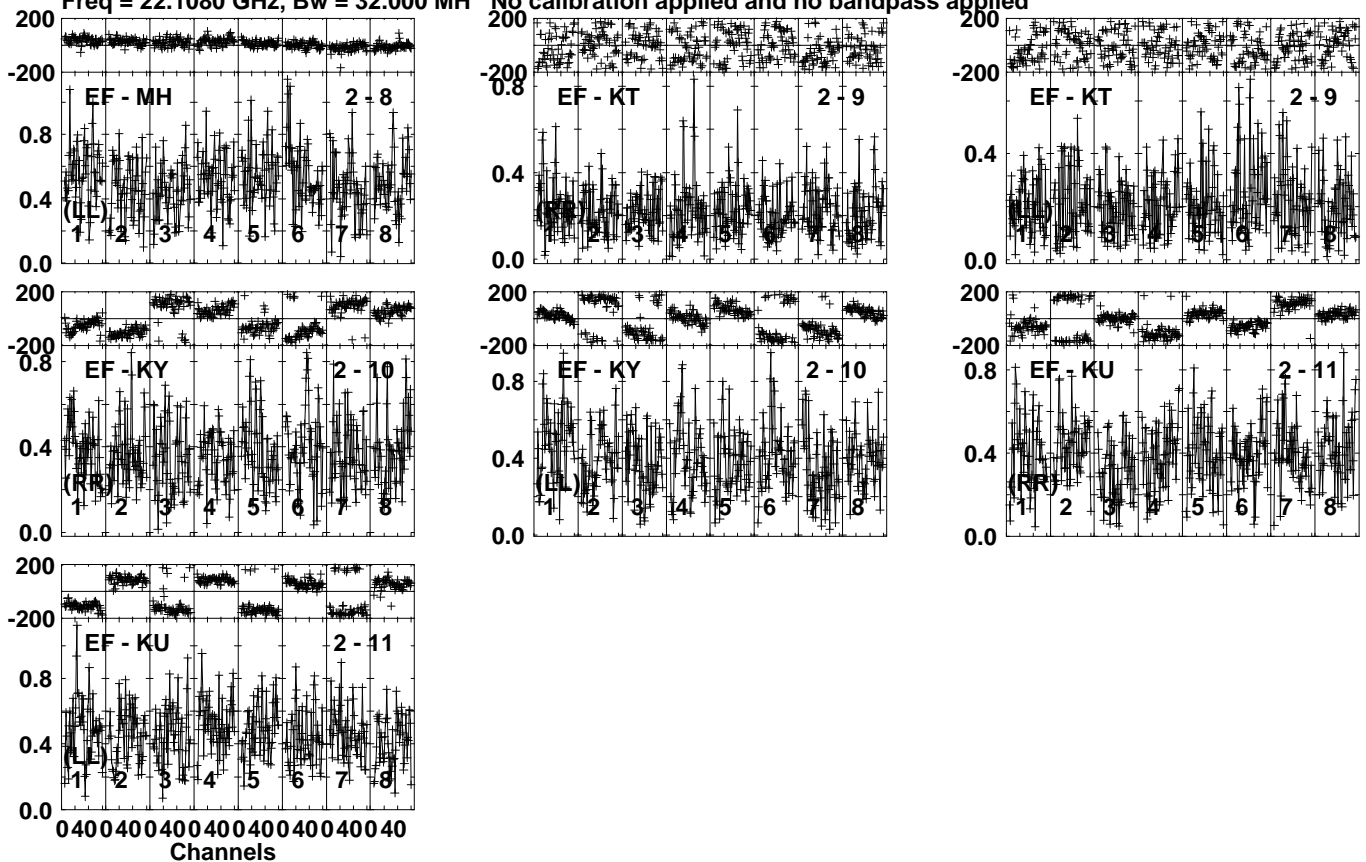 Freq = 22.1080 GHz, Bw = 32.000 MH No calibration applied and no bandpass applied
200
-200
EF - MH 2 - 8
0.8
0.4
0.0
(LL)
1 2 3 4 5 6 7 8
EF - KT 2 - 9
200
-200
0.8
0.4
0.0
(RR)
1 2 3 4 5 6 7 8
200
-200
EF - KT 2 - 9
0.4
0.0
(LL)
1 2 3 4 5 6 7 8
200
-200
0.8
EF - KY 2 - 10
0.4
0.0
(RR)
1 2 3 4 5 6 7 8
200
-200
EF - KY 2 - 10
0.8
0.4
0.0
(LL)
1 2 3 4 5 6 7 8
200
-200
EF - KU 2 - 11
0.8
0.4
0.0
(RR)
1 2 3 4 5 6 7 8
200
-200
EF - KU 2 - 11
0.8
0.4
0.0
(LL)
1 2 3 4 5 6 7 8
0 40 0 40 0 40 0 40 0 40 0 40 0 40 0 40
Channels